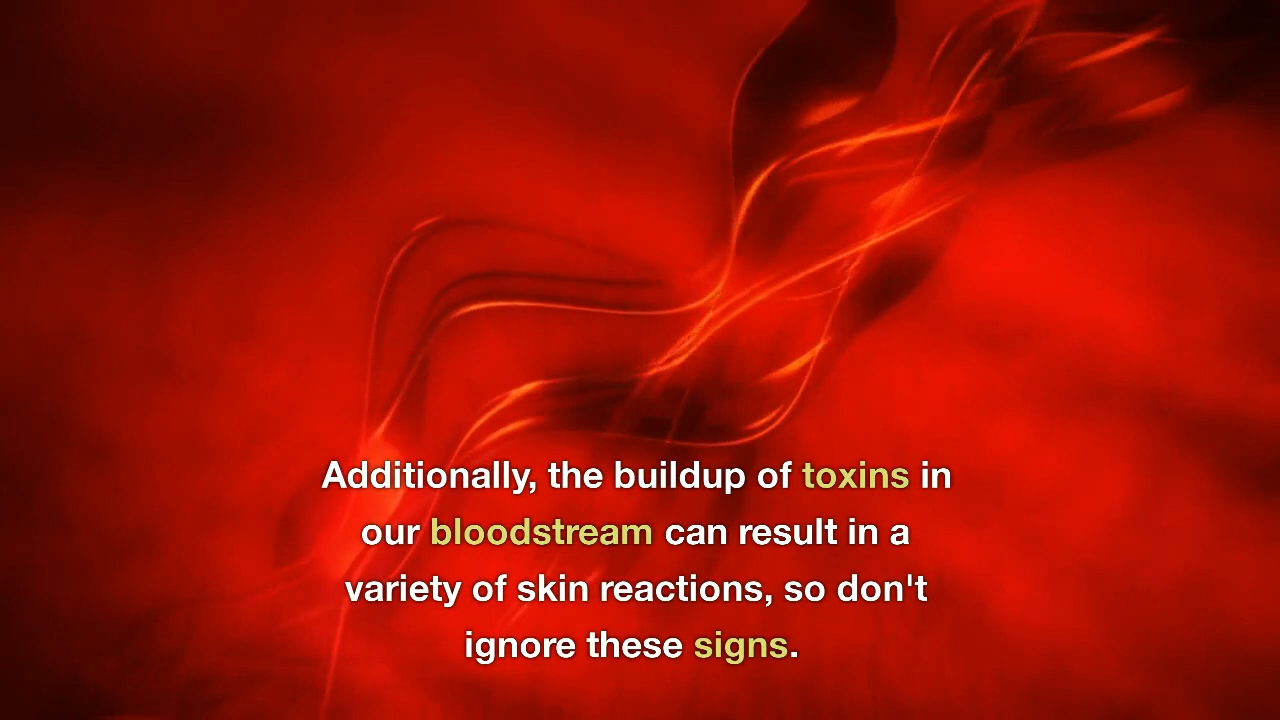 Additionally, the buildup of toxins in
our bloodstream can result in a
variety of skin reactions, so don't
ignore these signs.